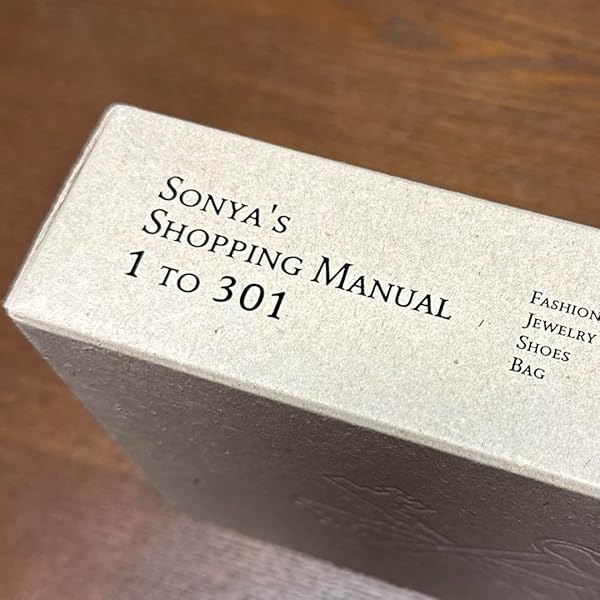 Sonya's
Shopping Manual
1 to 301
Fashion
Jewelry
Shoes
Bag